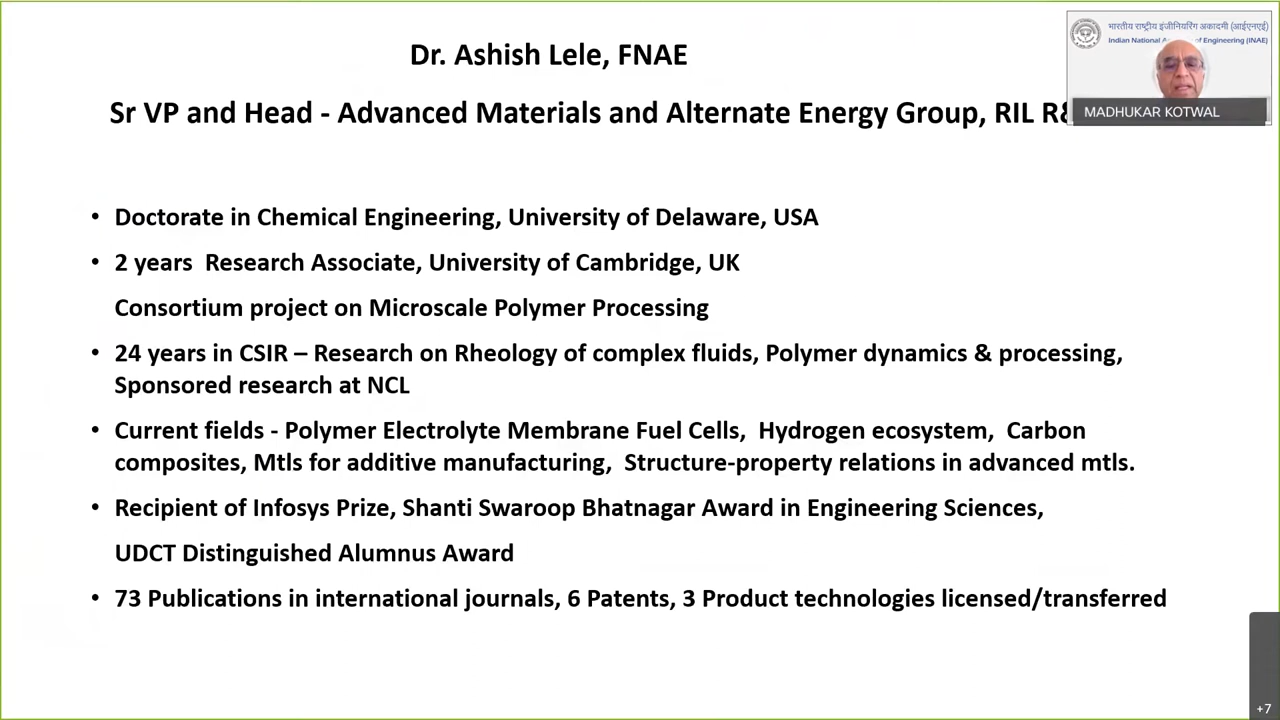 Dr. Ashish Lele, FNAE
Sr VP and Head - Advanced Materials and Alternate Energy Group, RIL
भारतीय राष्ट्रीय इंजीनियरिंग अकादमी (आईएनएई)
Indian National of Engineering (INAE)
MADHUKAR KOTWAL
• Doctorate in Chemical Engineering, University of Delaware, USA
• 2 years Research Associate, University of Cambridge, UK
Consortium project on Microscale Polymer Processing
• 24 years in CSIR – Research on Rheology of complex fluids, Polymer dynamics & processing,
Sponsored research at NCL
• Current fields - Polymer Electrolyte Membrane Fuel Cells, Hydrogen ecosystem, Carbon
composites, Mtls for additive manufacturing, Structure-property relations in advanced mtls.
• Recipient of Infosys Prize, Shanti Swaroop Bhatnagar Award in Engineering Sciences,
UDCT Distinguished Alumnus Award
• 73 Publications in international journals, 6 Patents, 3 Product technologies licensed/transferred
+7